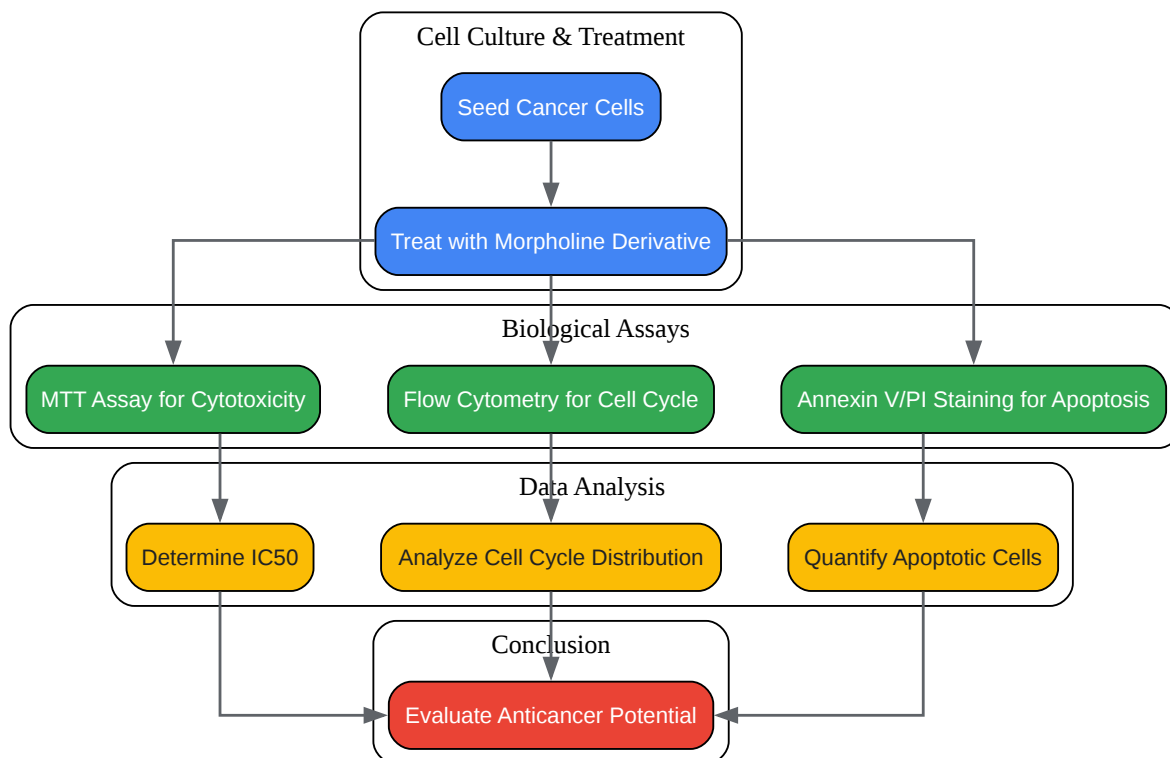 Cell Culture & Treatment
Seed Cancer Cells
Treat with Morpholine Derivative
Biological Assays
MTT Assay for Cytotoxicity
Flow Cytometry for Cell Cycle
Annexin V/PI Staining for Apoptosis
Data Analysis
Determine IC50
Analyze Cell Cycle Distribution
Quantify Apoptotic Cells
Conclusion
Evaluate Anticancer Potential